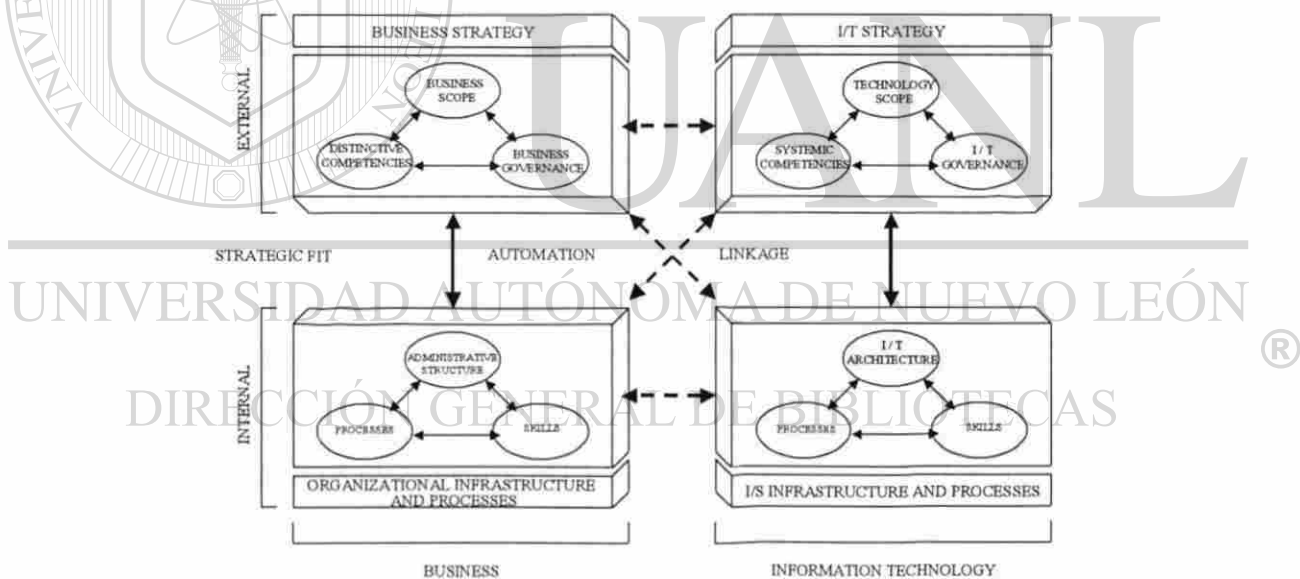 BUSINESS STRATEGY
I/T STRATEGY
EXTERNAL
BUSINESS
SCOPE
DISTINCTIVE
COMPETENCIES
BUSINESS
GOVERNANCE
TECHNOLOGY
SCOPE
SYSTEMIC
COMPETENCIES
I / T
GOVERNANCE
UANL
STRATEGIC FIT
AUTOMATION
LINKAGE
UNIVERSIDAD AUTÓNOMA DE NUEVO LEÓN
®
INTERNAL
ADMINISTRATIVE
STRUCTURE
PROCESSES
SKILLS
I / T
ARCHITECTURE
PROCESSES
SKILLS
DIRECCIÓN GENERAL DE BIBLIOTECAS
ORGANIZATIONAL INFRASTRUCTURE
AND PROCESSES
I/S INFRASTRUCTURE AND PROCESSES
BUSINESS
INFORMATION TECHNOLOGY